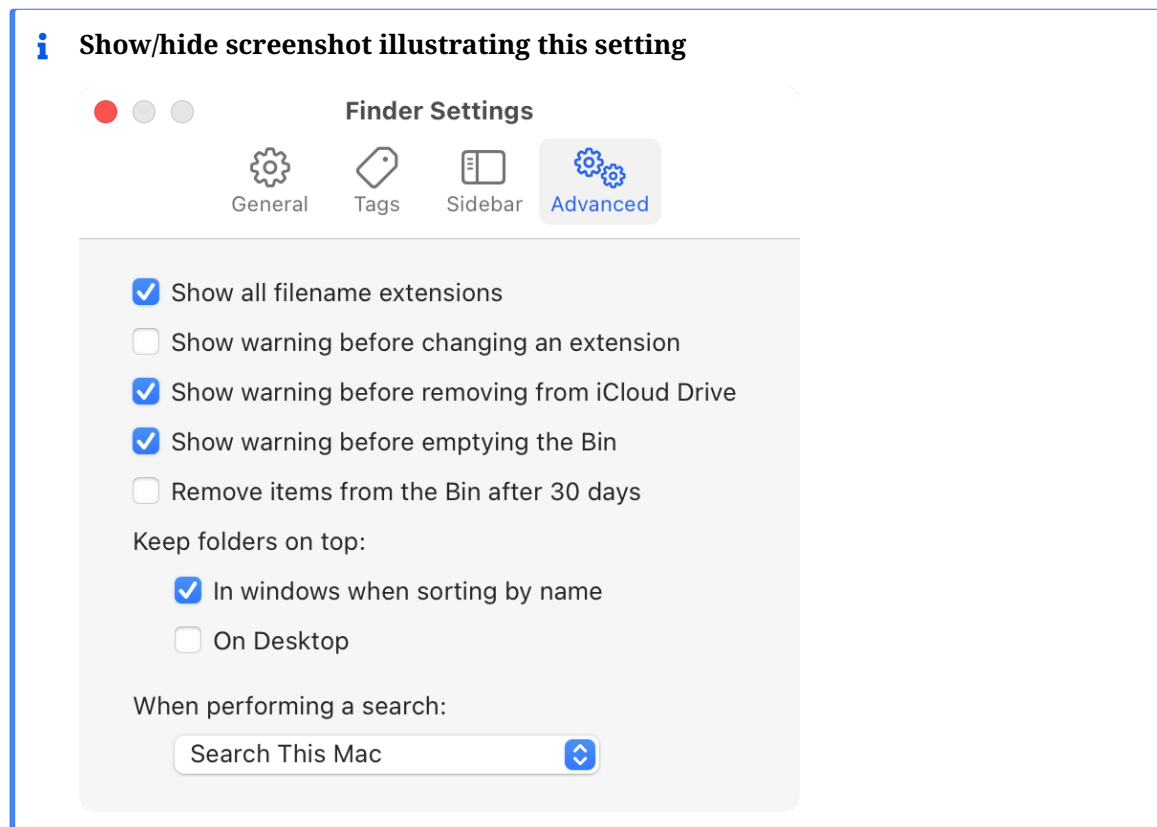 Show/hide screenshot illustrating this setting
Finder Settings
General Tags Sidebar Advanced
Show all filename extensions
Show warning before changing an extension
Show warning before removing from iCloud Drive
Show warning before emptying the Bin
Remove items from the Bin after 30 days
Keep folders on top:
In windows when sorting by name
On Desktop
When performing a search:
Search This Mac